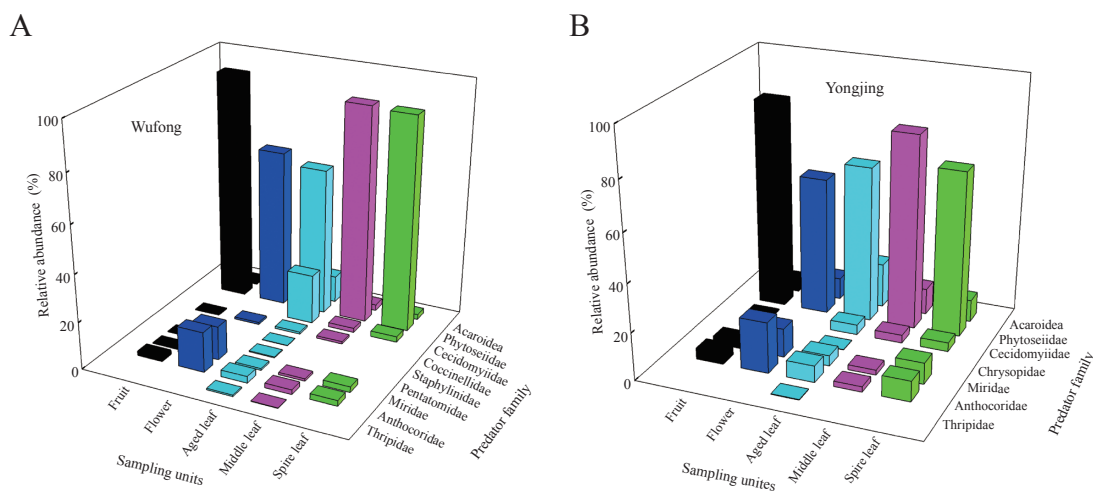 A
Wufong
Relative abundance (%)
100
80
60
40
20
0
Fruit
Flower
Aged leaf
Middle leaf
Spire leaf
Sampling units
Acaroidea
Phytoseiidae
Cecidomyiidae
Coccinellidae
Staphylinidae
Pentatomidae
Miridae
Anthocoridae
Thripidae
Predator family
B
Yongjing
Relative abundance (%)
100
80
60
40
20
0
Fruit
Flower
Aged leaf
Middle leaf
Spire leaf
Sampling unites
Acaroidea
Phytoseiidae
Cecidomyiidae
Chrysopidae
Miridae
Anthocoridae
Thripidae
Predator family